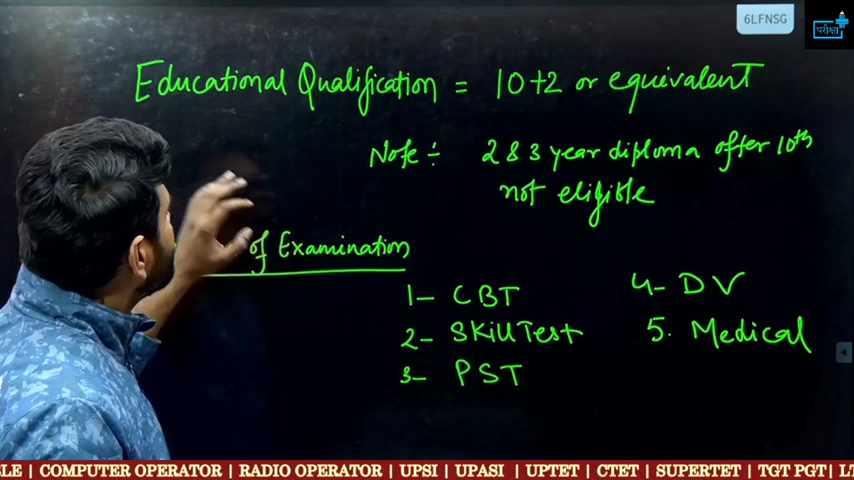 6LFNSG
परीक्षा
Educational Qualification = 10+2 or equivalent
Note ÷ 2 & 3 year diploma after 10th
not eligible
of Examination
1- CBT
2- Skill Test
3- PST
4- DV
5. Medical
| COMPUTER OPERATOR | RADIO OPERATOR | UPSI | UPASI | UPTET | CTET | SUPERTET | TGT PGT|